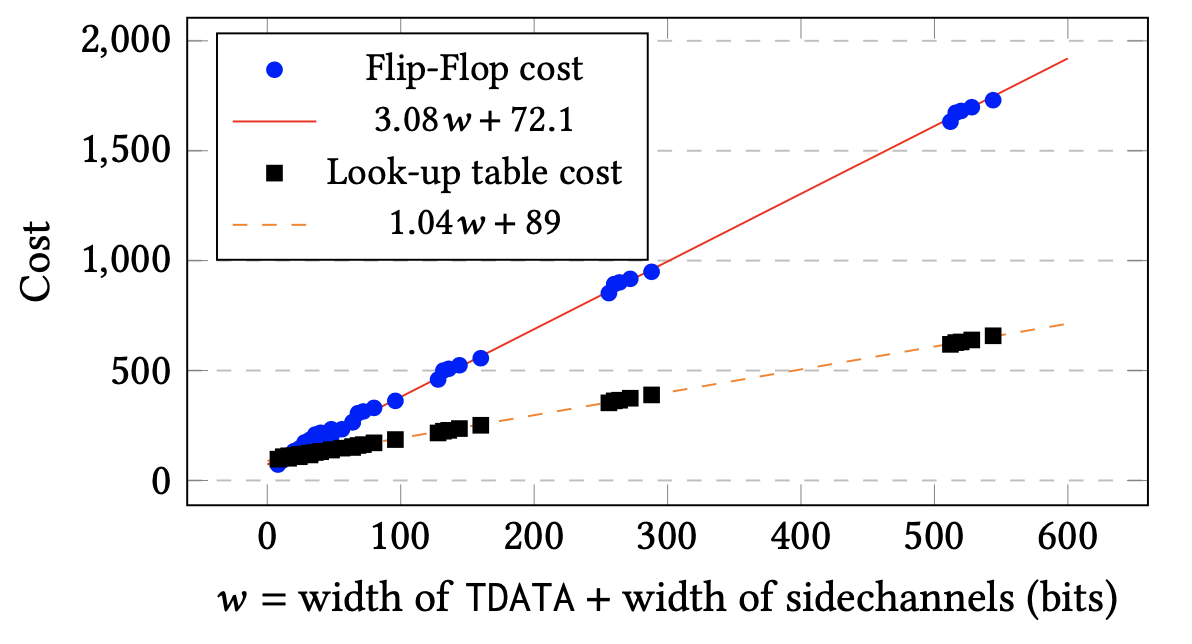 2,000
1,500
1,000
500
0
Cost
Flip-Flop cost
3.08w + 72.1
Look-up table cost
1.04w + 89
0 100 200 300 400 500 600
w = width of TDATA + width of sidechannels (bits)